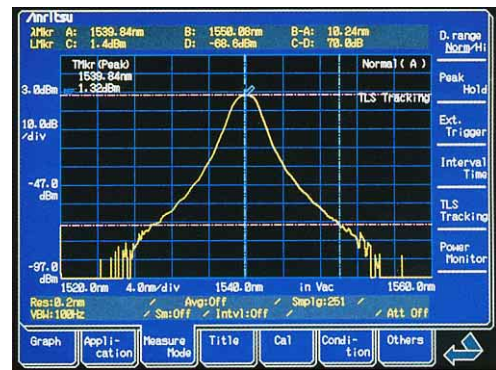 Anritsu
λMkr A: 1539.84nm B: 1550.08nm B-A: 10.24nm
LMkr C: 1.4dBm D: -68.6dBm C-D: 70.0dB
D.range
Norm/Hi
TMkr(Peak)
1539.84nm
1.32dBm
Normal(A)
TLS Tracking
3.0dBm
10.0dB
/div
-47.0
dBm
-97.0
dBm
Peak
Hold
Ext.
Trigger
Interval
Time
TLS
Tracking
Power
Monitor
1520.0nm 4.0nm/div 1540.0nm in Vac 1560.0nm
Res:0.2nm / Avg:Off / Smplg:251 /
VBW:100Hz / Sm:Off / Intvl:Off / / Att Off
Graph
Appli-
cation
Measure
Mode
Title
Cal
Condi-
tion
Others